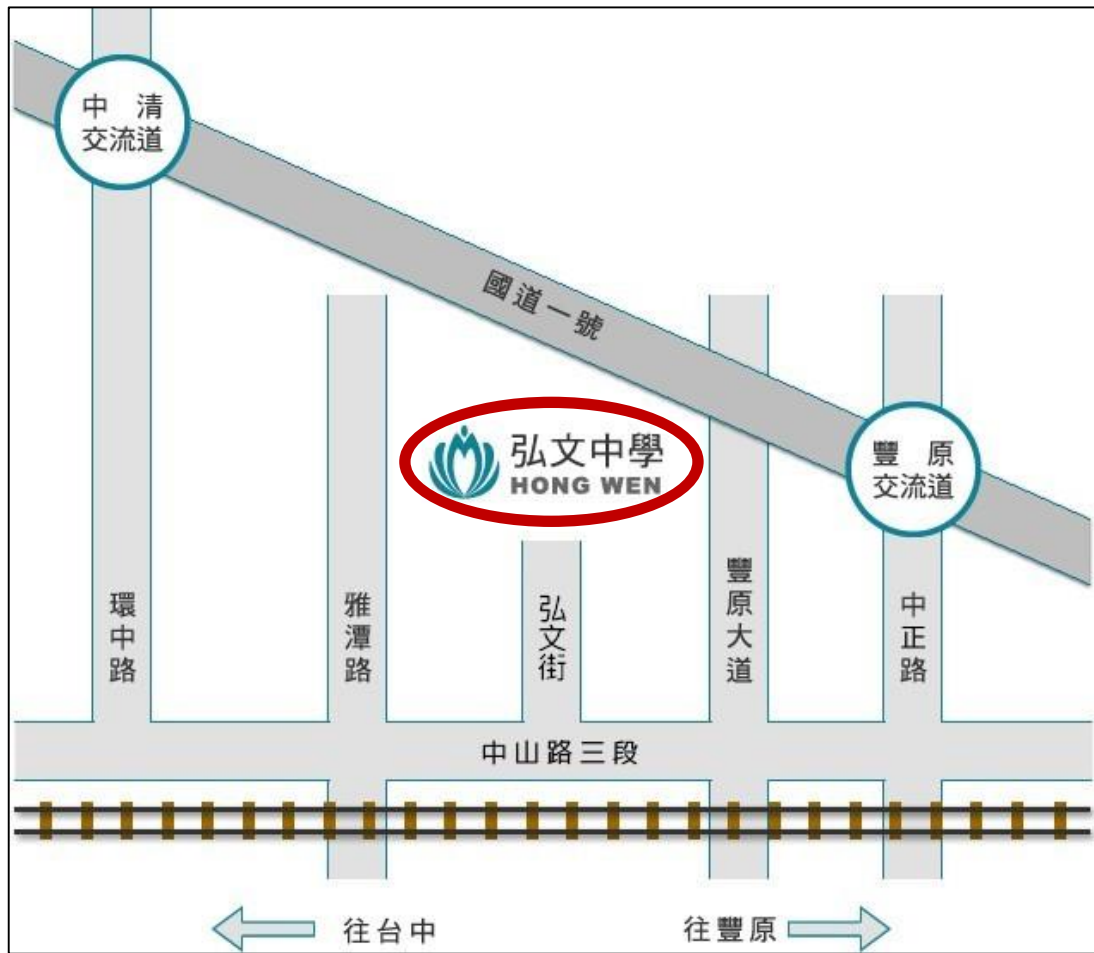 中 清
交流道
國道一號
弘文中學
HONG WEN
豐 原
交流道
環中路
雅潭路
弘文街
豐原大道
中正路
中山路三段
往台中
往豐原